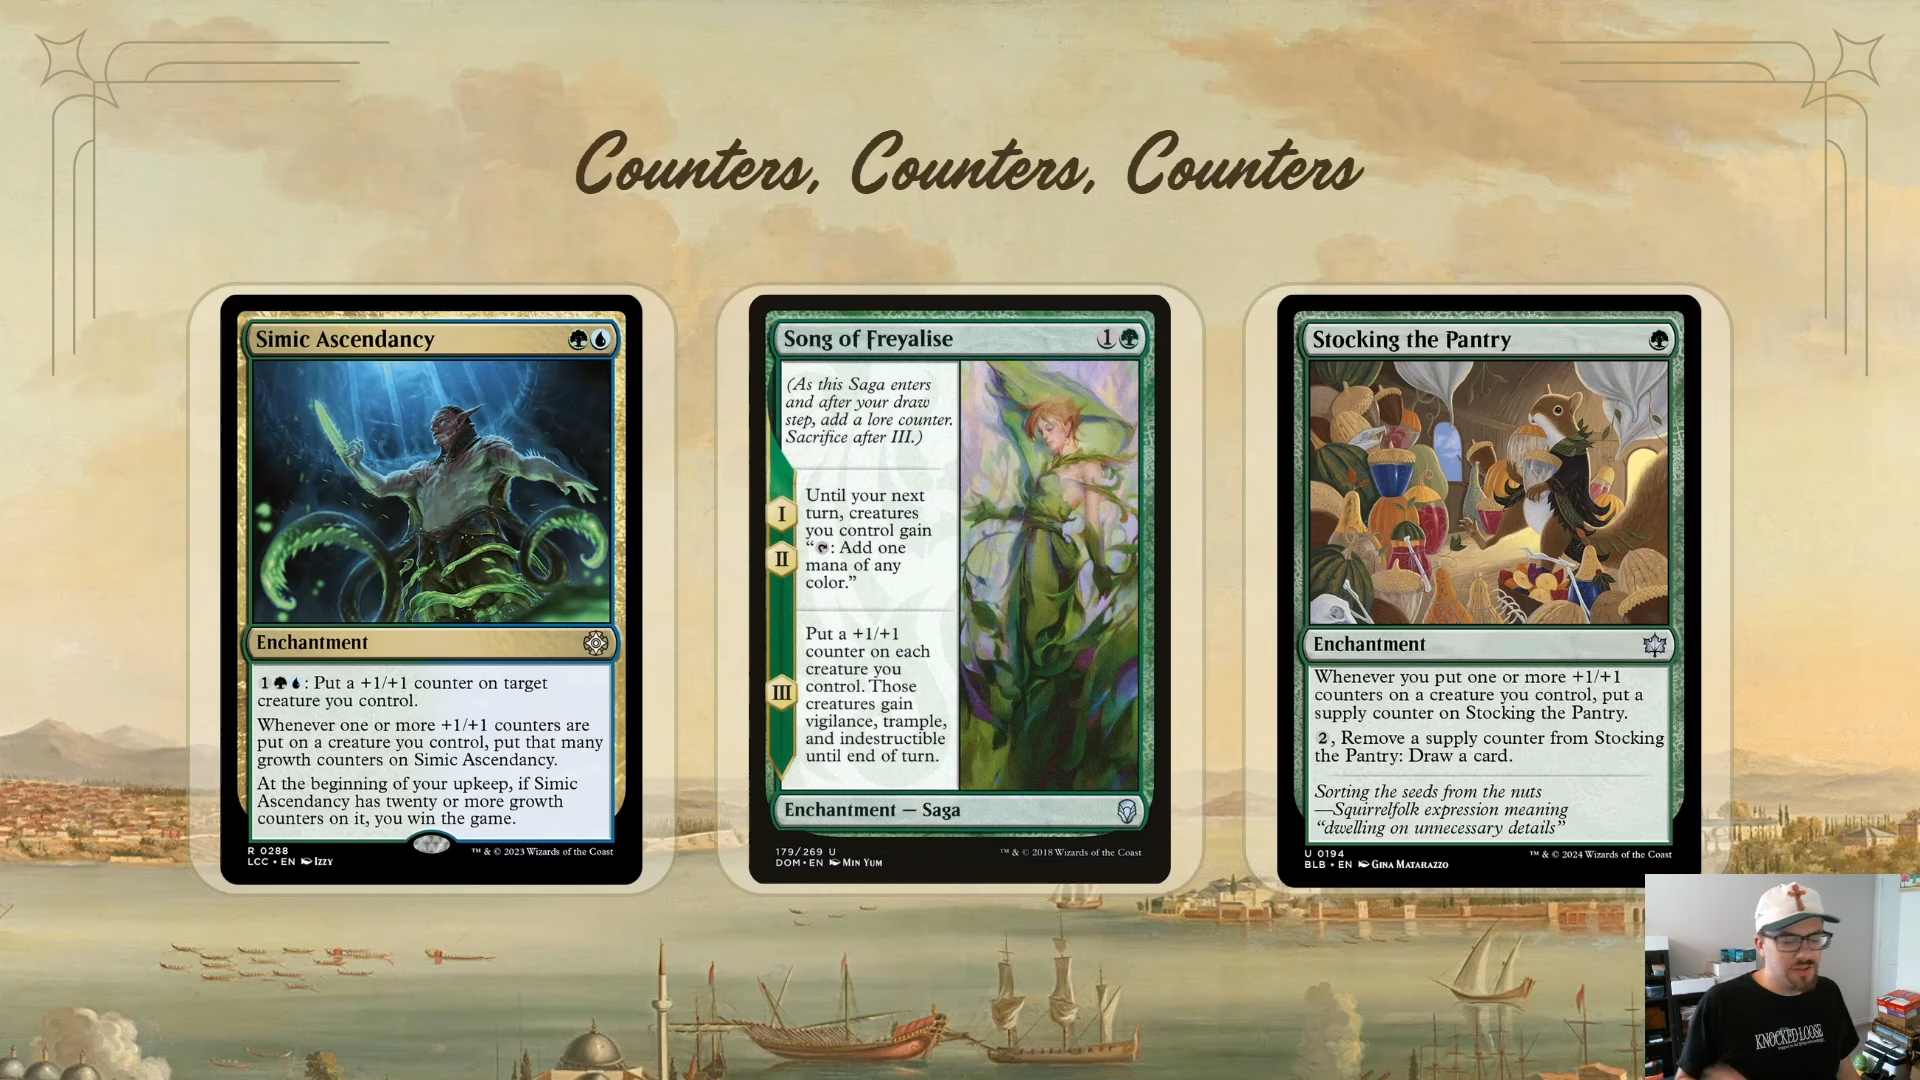 Counters, Counters, Counters
Simic Ascendancy
Enchantment
1 : Put a +1/+1 counter on target
creature you control.
Whenever one or more +1/+1 counters are
put on a creature you control, put that many
growth counters on Simic Ascendancy.
At the beginning of your upkeep, if Simic
Ascendancy has twenty or more growth
counters on it, you win the game.
R 0288
LCC • EN Izzy
™ & © 2023 Wizards of the Coast
Song of Freyalise 1
(As this Saga enters
and after your draw
step, add a lore counter.
Sacrifice after III.)
I
II
Until your next
turn, creatures
you control gain
“ : Add one
mana of any
color.”
III
Put a +1/+1
counter on each
creature you
control. Those
creatures gain
vigilance, trample,
and indestructible
until end of turn.
Enchantment — Saga
179/269 U
DOM • EN Min Yum
™ & © 2018 Wizards of the Coast
Stocking the Pantry
Enchantment
Whenever you put one or more +1/+1
counters on a creature you control, put a
supply counter on Stocking the Pantry.
2, Remove a supply counter from Stocking
the Pantry: Draw a card.
Sorting the seeds from the nuts
—Squirrelfolk expression meaning
“dwelling on unnecessary details”
U 0194
BLB • EN Gina Matarazzo
™ & © 2024 Wizards of the Coast
KNOCKED LOOSE